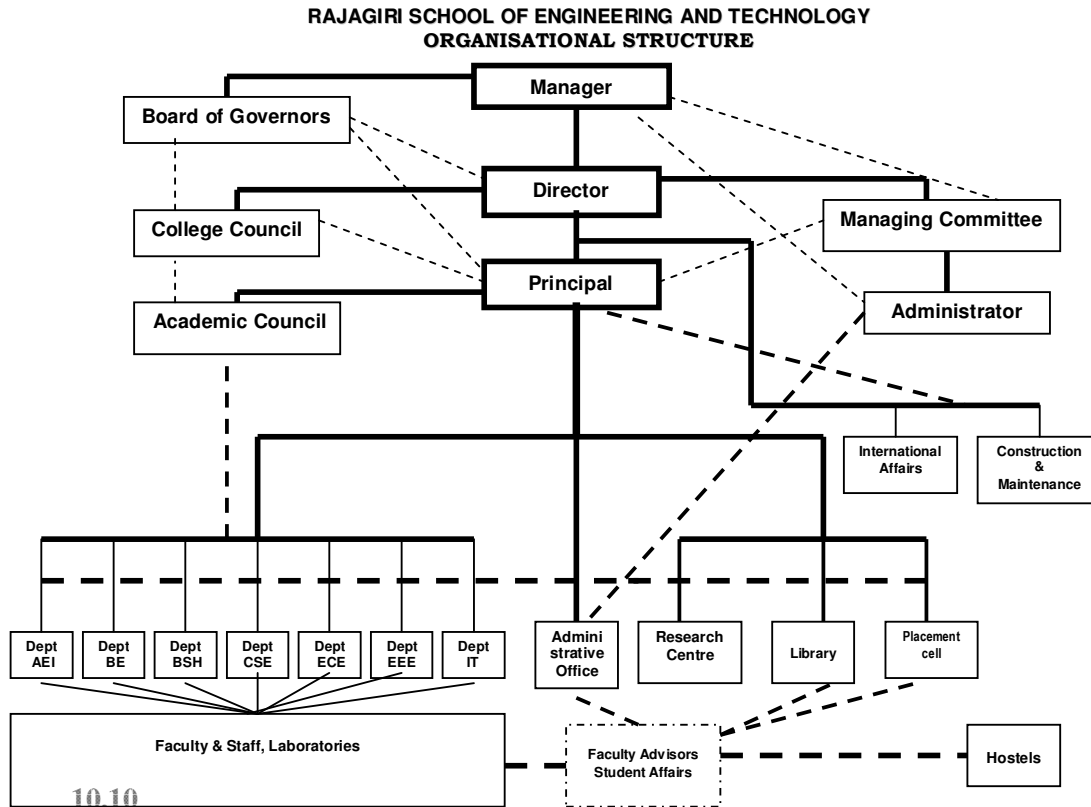 RAJAGIRI SCHOOL OF ENGINEERING AND TECHNOLOGY
ORGANISATIONAL STRUCTURE
Manager
Board of Governors
Director
College Council
Managing Committee
Principal
Academic Council
Administrator
International
Affairs
Construction
&
Maintenance
Dept
AEI
Dept
BE
Dept
BSH
Dept
CSE
Dept
ECE
Dept
EEE
Dept
IT
Admini
strative
Office
Research
Centre
Library
Placement
cell
Faculty & Staff, Laboratories
Faculty Advisors
Student Affairs
Hostels
10.10